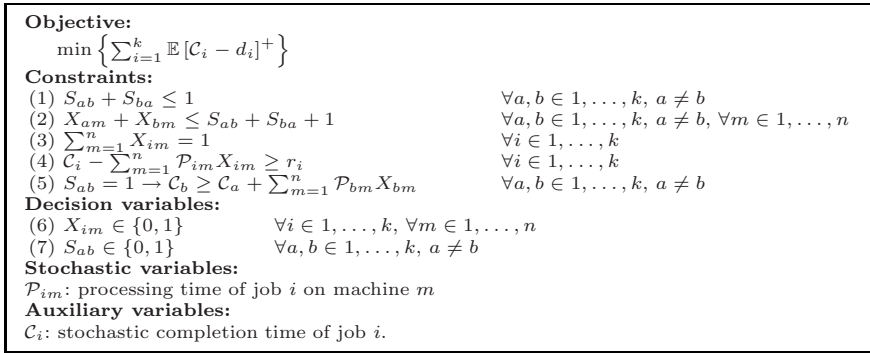 Objective:
min { ∑_{i=1}^{k} 𝔼 [𝒞_i − d_i]^+ }
Constraints:
(1) S_{ab} + S_{ba} ≤ 1 ∀a, b ∈ 1, . . . , k, a ≠ b
(2) X_{am} + X_{bm} ≤ S_{ab} + S_{ba} + 1 ∀a, b ∈ 1, . . . , k, a ≠ b, ∀m ∈ 1, . . . , n
(3) ∑_{m=1}^{n} X_{im} = 1 ∀i ∈ 1, . . . , k
(4) 𝒞_i − ∑_{m=1}^{n} 𝒫_{im} X_{im} ≥ r_i ∀i ∈ 1, . . . , k
(5) S_{ab} = 1 → 𝒞_b ≥ 𝒞_a + ∑_{m=1}^{n} 𝒫_{bm} X_{bm} ∀a, b ∈ 1, . . . , k, a ≠ b
Decision variables:
(6) X_{im} ∈ {0, 1} ∀i ∈ 1, . . . , k, ∀m ∈ 1, . . . , n
(7) S_{ab} ∈ {0, 1} ∀a, b ∈ 1, . . . , k, a ≠ b
Stochastic variables:
𝒫_{im}: processing time of job i on machine m
Auxiliary variables:
𝒞_i: stochastic completion time of job i.